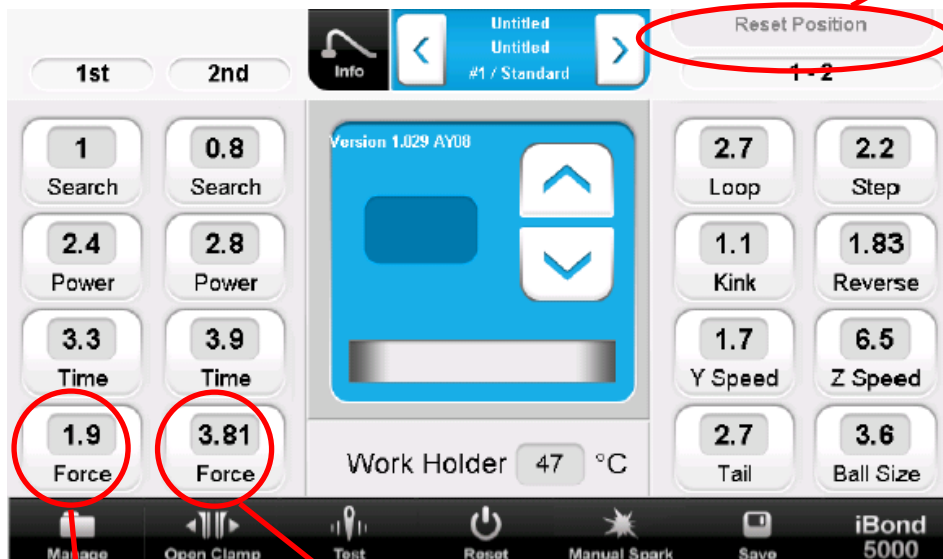 Reset Position
Untitled
Untitled
#1 / Standard
Info
1st 2nd 1 - 2
Version 1.029 AY08
1 0.8 2.7 2.2
Search Search Loop Step
2.4 2.8 1.1 1.83
Power Power Kink Reverse
3.3 3.9 1.7 6.5
Time Time Y Speed Z Speed
1.9 3.81 2.7 3.6
Force Force Tail Ball Size
Work Holder 47 °C
Manage Open Clamp Test Reset Manual Spark Save iBond 5000